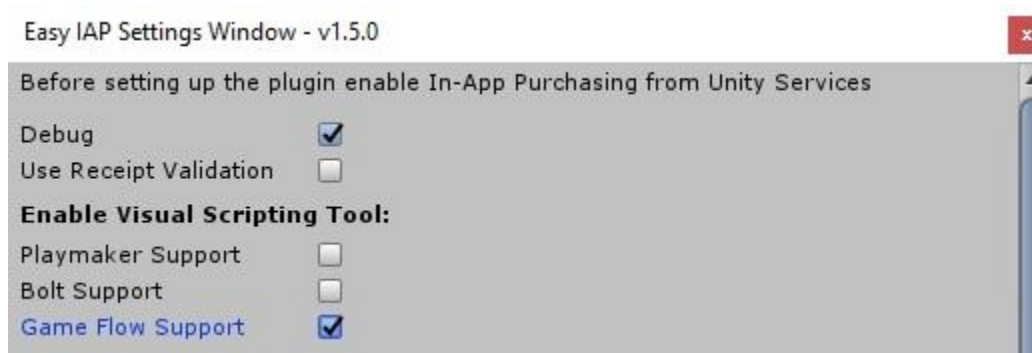 Easy IAP Settings Window - v1.5.0
x
Before setting up the plugin enable In-App Purchasing from Unity Services
Debug
Use Receipt Validation
Enable Visual Scripting Tool:
Playmaker Support
Bolt Support
Game Flow Support